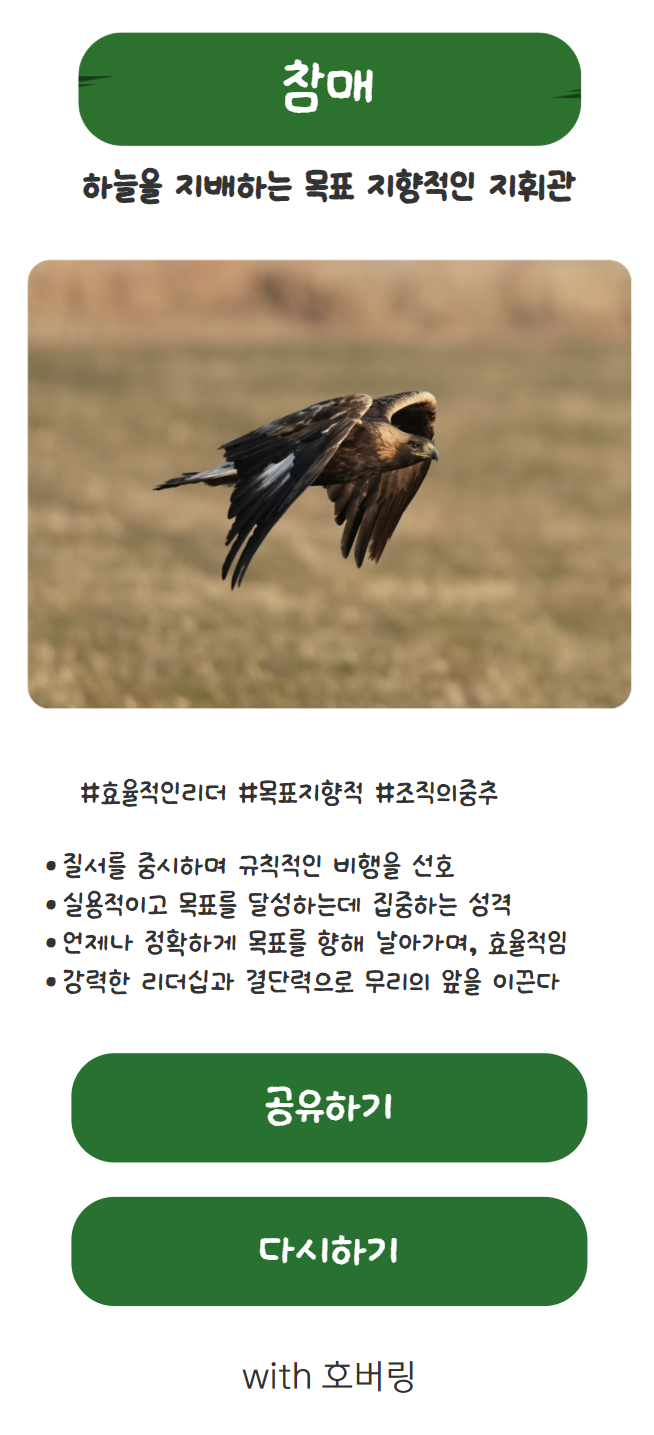 참매
하늘을 지배하는 목표 지향적인 지휘관
#효율적인리더 #목표지향적 #조직의중추
• 질서를 중시하며 규칙적인 비행을 선호
• 실용적이고 목표를 달성하는데 집중하는 성격
• 언제나 정확하게 목표를 향해 날아가며, 효율적임
• 강력한 리더십과 결단력으로 무리의 앞을 이끈다
공유하기
다시하기
with 호버링